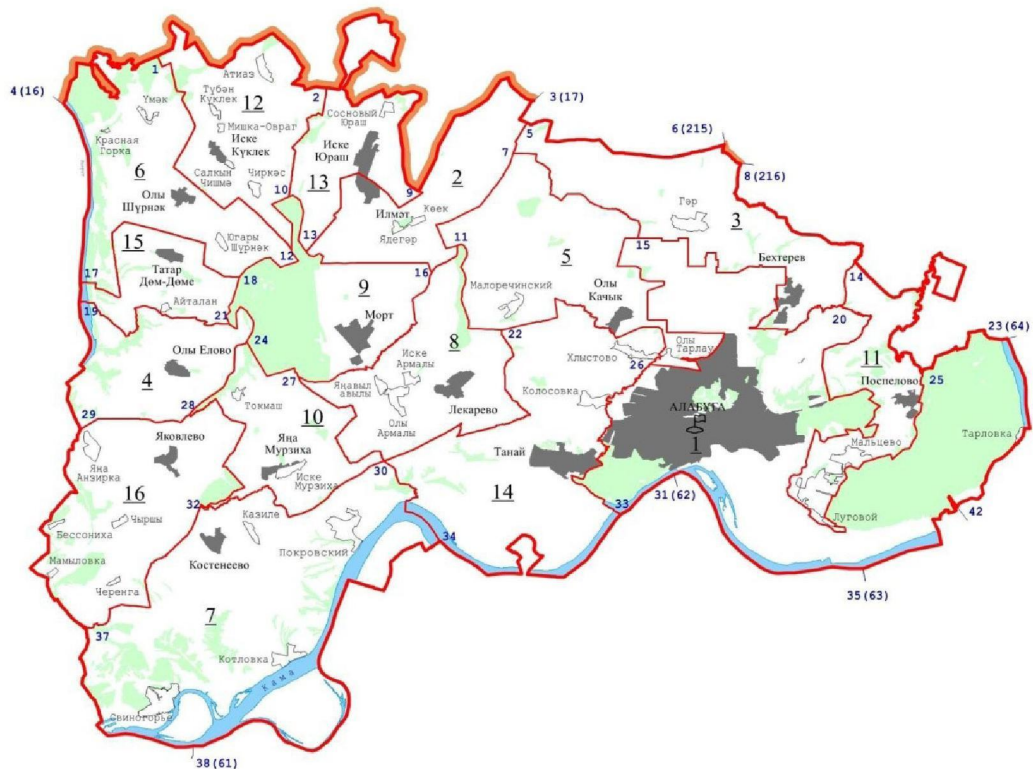 1
4 (16)
Атиаз
2
3 (17)
Түбән
Күклек
12
Үмәк
Мишка-Овраг
Сосновый
Юраш
5
6 (215)
Красная
Горка
Иске
Күклек
Иске
Юраш
7
8 (216)
6
Салкын
Чишмә
Чиркәс
13
2
Олы
Шүрнәк
10
9
Гәр
3
Көек
Илмәт
Ядегәр
15
Югары
Шүрнәк
13
11
15
12
5
Бехтерев
Татар
Дөм-Дөме
18
16
14
17
9
Малореченский
Олы
Качык
19
Айталан
21
Морт
20
23 (64)
24
8
22
Олы Елово
Иске
Армалы
Хлыстово
Олы
Тарлау
11
4
26
Яңавыл
авылы
27
Поспелово
25
Токмаш
Лекарево
Колосовка
28
10
АЛАБУГА
29
Олы
Армалы
1
Тарловка
Яковлево
Яңа
Мурзиха
Мальцево
Яңа
Анзирка
30
Танай
Иске
Мурзиха
16
14
31 (62)
32
33
42
Казиле
Чыршы
Луговой
Бессониха
34
Покровский
Костенеево
Мамыловка
35 (63)
Черенга
7
37
Котловка
Кама
Свиногорье
38 (61)